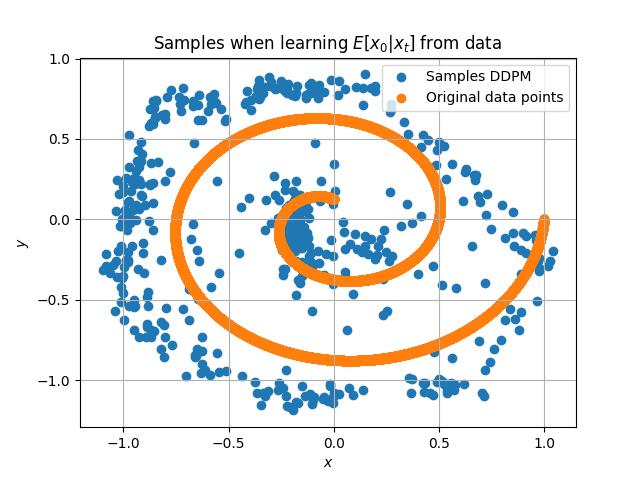 Samples when learning E[x₀|xₜ] from data
Samples DDPM
Original data points
1.0
0.5
0.0
−0.5
−1.0
y
−1.0 −0.5 0.0 0.5 1.0
x